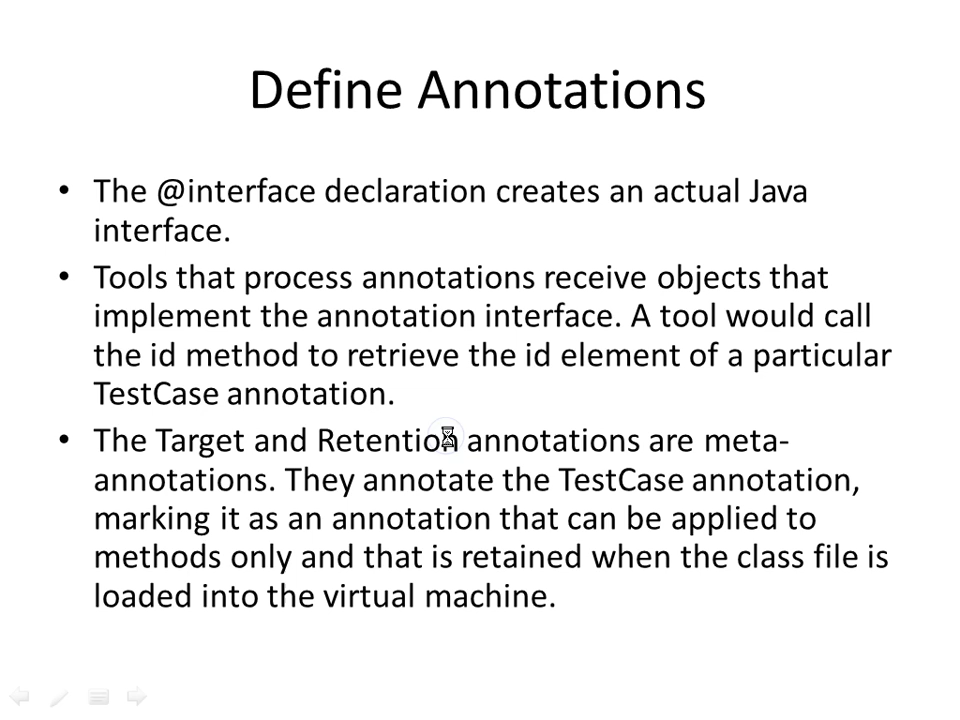 Define Annotations
• The @interface declaration creates an actual Java
interface.
• Tools that process annotations receive objects that
implement the annotation interface. A tool would call
the id method to retrieve the id element of a particular
TestCase annotation.
• The Target and Retention annotations are meta-
annotations. They annotate the TestCase annotation,
marking it as an annotation that can be applied to
methods only and that is retained when the class file is
loaded into the virtual machine.